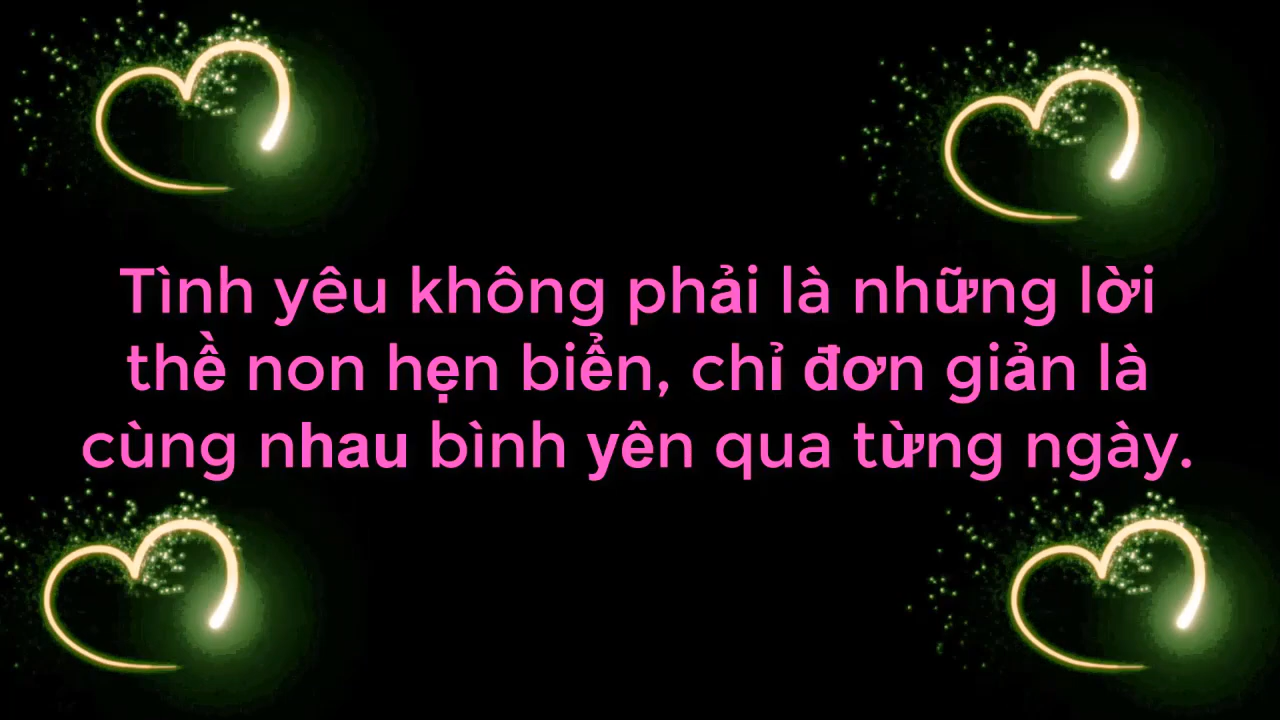 Tình yêu không phải là những lời
thề non hẹn biển, chỉ đơn giản là
cùng nhau bình yên qua từng ngày.